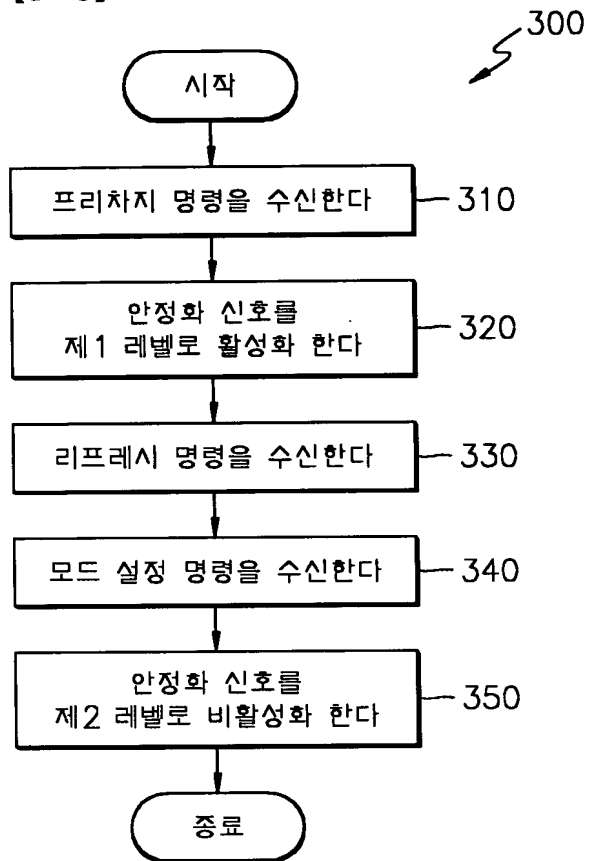 300
시작
프리차지 명령을 수신한다
310
안정화 신호를
제1 레벨로 활성화 한다
320
리프레시 명령을 수신한다
330
모드 설정 명령을 수신한다
340
안정화 신호를
제2 레벨로 비활성화 한다
350
종료